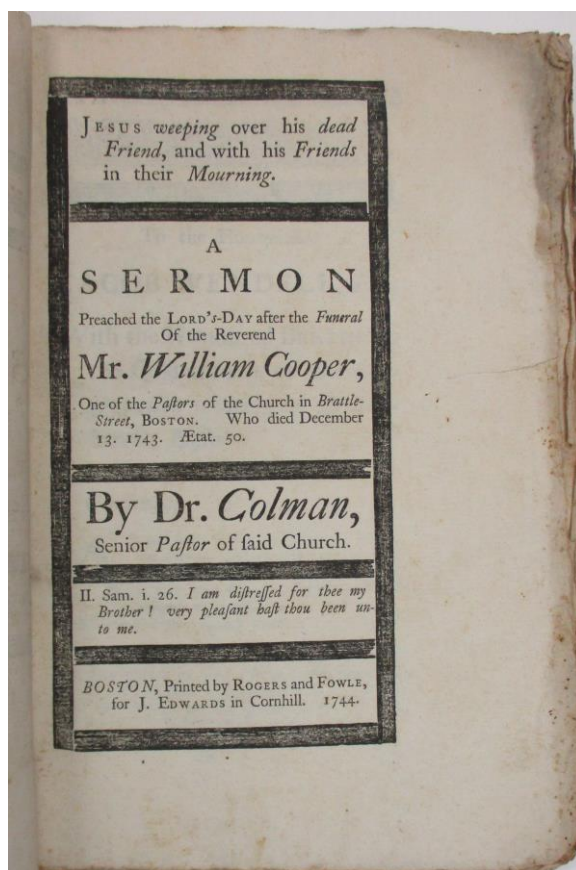 JESUS weeping over his dead
Friend, and with his Friends
in their Mourning.
A
SERMON
Preached the LORD's-DAY after the Funeral
Of the Reverend
Mr. William Cooper,
One of the Paſtors of the Church in Brattle-
Street, BOSTON. Who died December
13. 1743. Ætat. 50.
By Dr. Colman,
Senior Paſtor of ſaid Church.
II. Sam. i. 26. I am diſtreſſed for thee my
Brother! very pleaſant haſt thou been un-
to me.
BOSTON, Printed by ROGERS and FOWLE,
for J. EDWARDS in Cornhill. 1744.